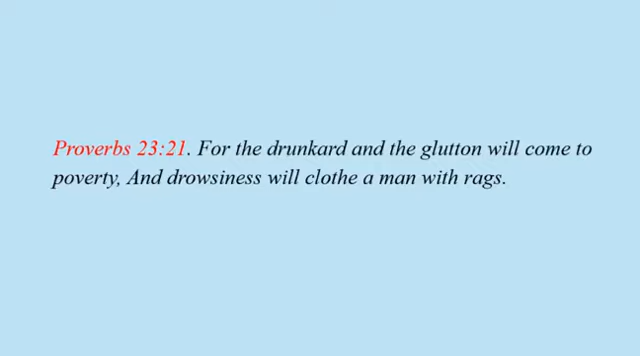 Proverbs 23:21. For the drunkard and the glutton will come to
poverty, And drowsiness will clothe a man with rags.